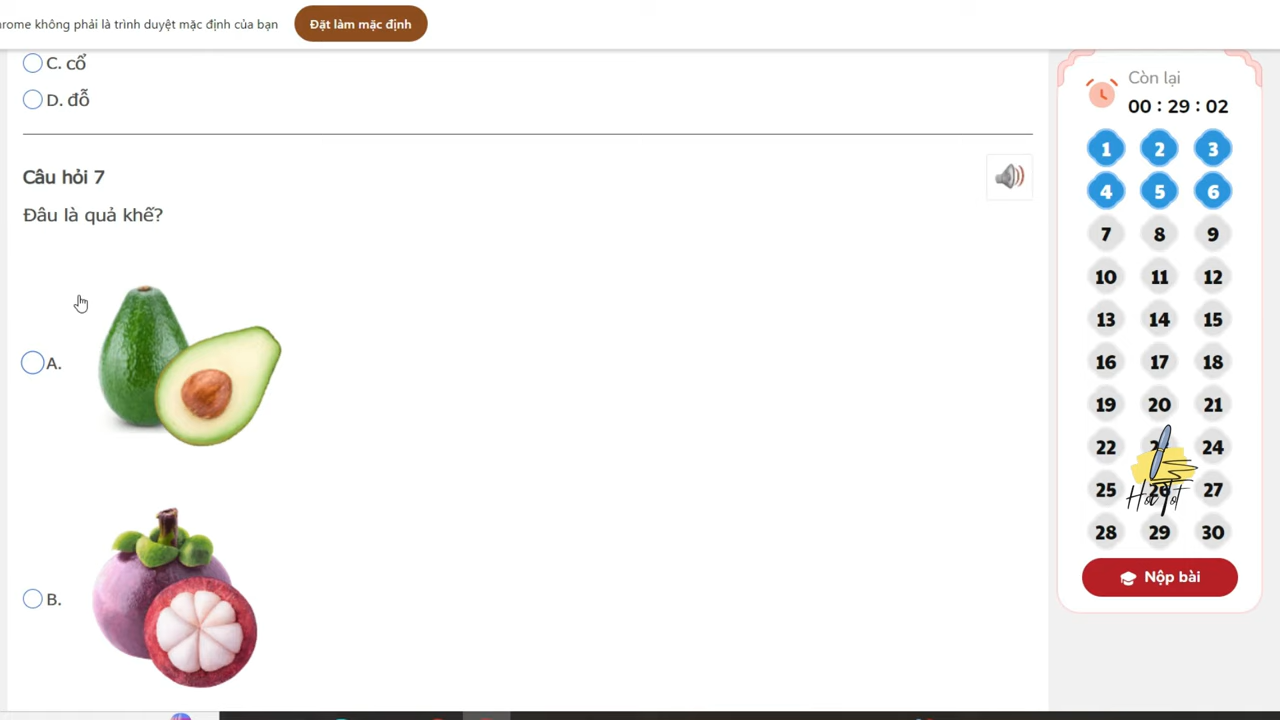 rome không phải là trình duyệt mặc định của bạn
Đặt làm mặc định
C. cổ
D. đỗ
Câu hỏi 7
Đâu là quả khế?
A.
B.
Còn lại
00 : 29 : 02
1 2 3
4 5 6
7 8 9
10 11 12
13 14 15
16 17 18
19 20 21
22 24
25 26 27
28 29 30
Nộp bài